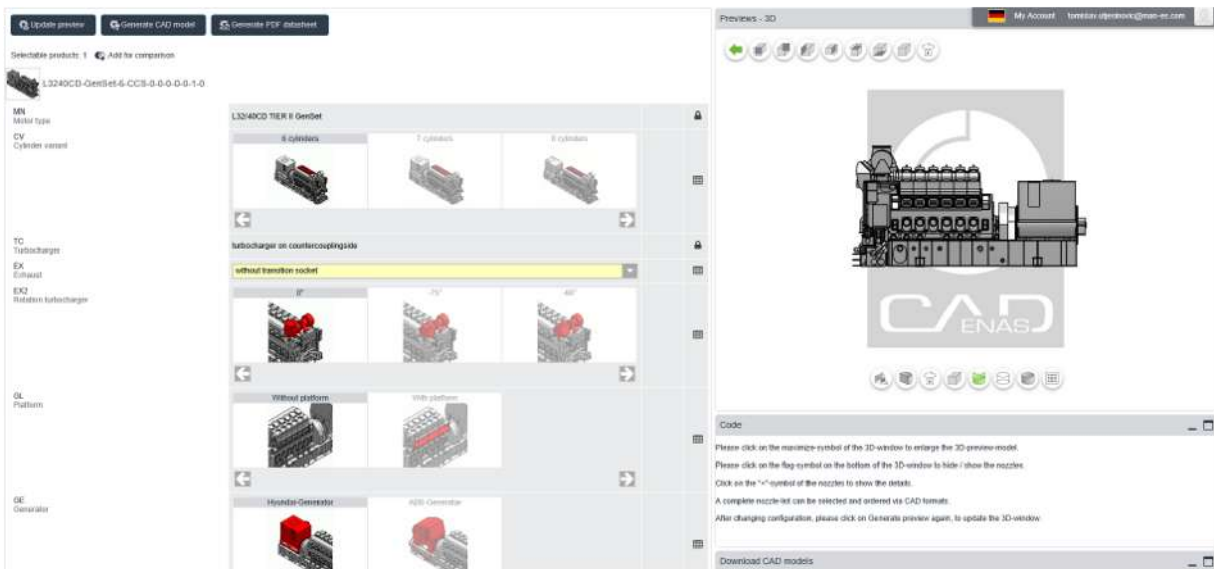 Update preview
Generate CAD model
Generate PDF datasheet
Selectable products: 1 Add for comparison
L3240CD-GenSet-6-CCS-0-0-0-0-1-0
MN
Motor type
L32/40CD TIER II GenSet
CV
Cylinder variant
6 cylinders
7 cylinders
8 cylinders
TC
Turbocharger
turbocharger on countercouplingside
EX
Exhaust
without transition socket
EX2
Rotation turbocharger
0°
GL
Platform
Without platform
With platform
GE
Generator
Hyundai-Generator
Previews - 3D
My Account
CADENAS
Code
Please click on the maximize-symbol of the 3D-window to enlarge the 3D-preview-model.
Please click on the flag-symbol on the bottom of the 3D-window to hide / show the nozzles.
Click on the "+"-symbol of the nozzles to show the details.
A complete nozzle-list can be selected and ordered via CAD formats.
After changing configuration, please click on Generate preview again, to update the 3D-window.
Download CAD models